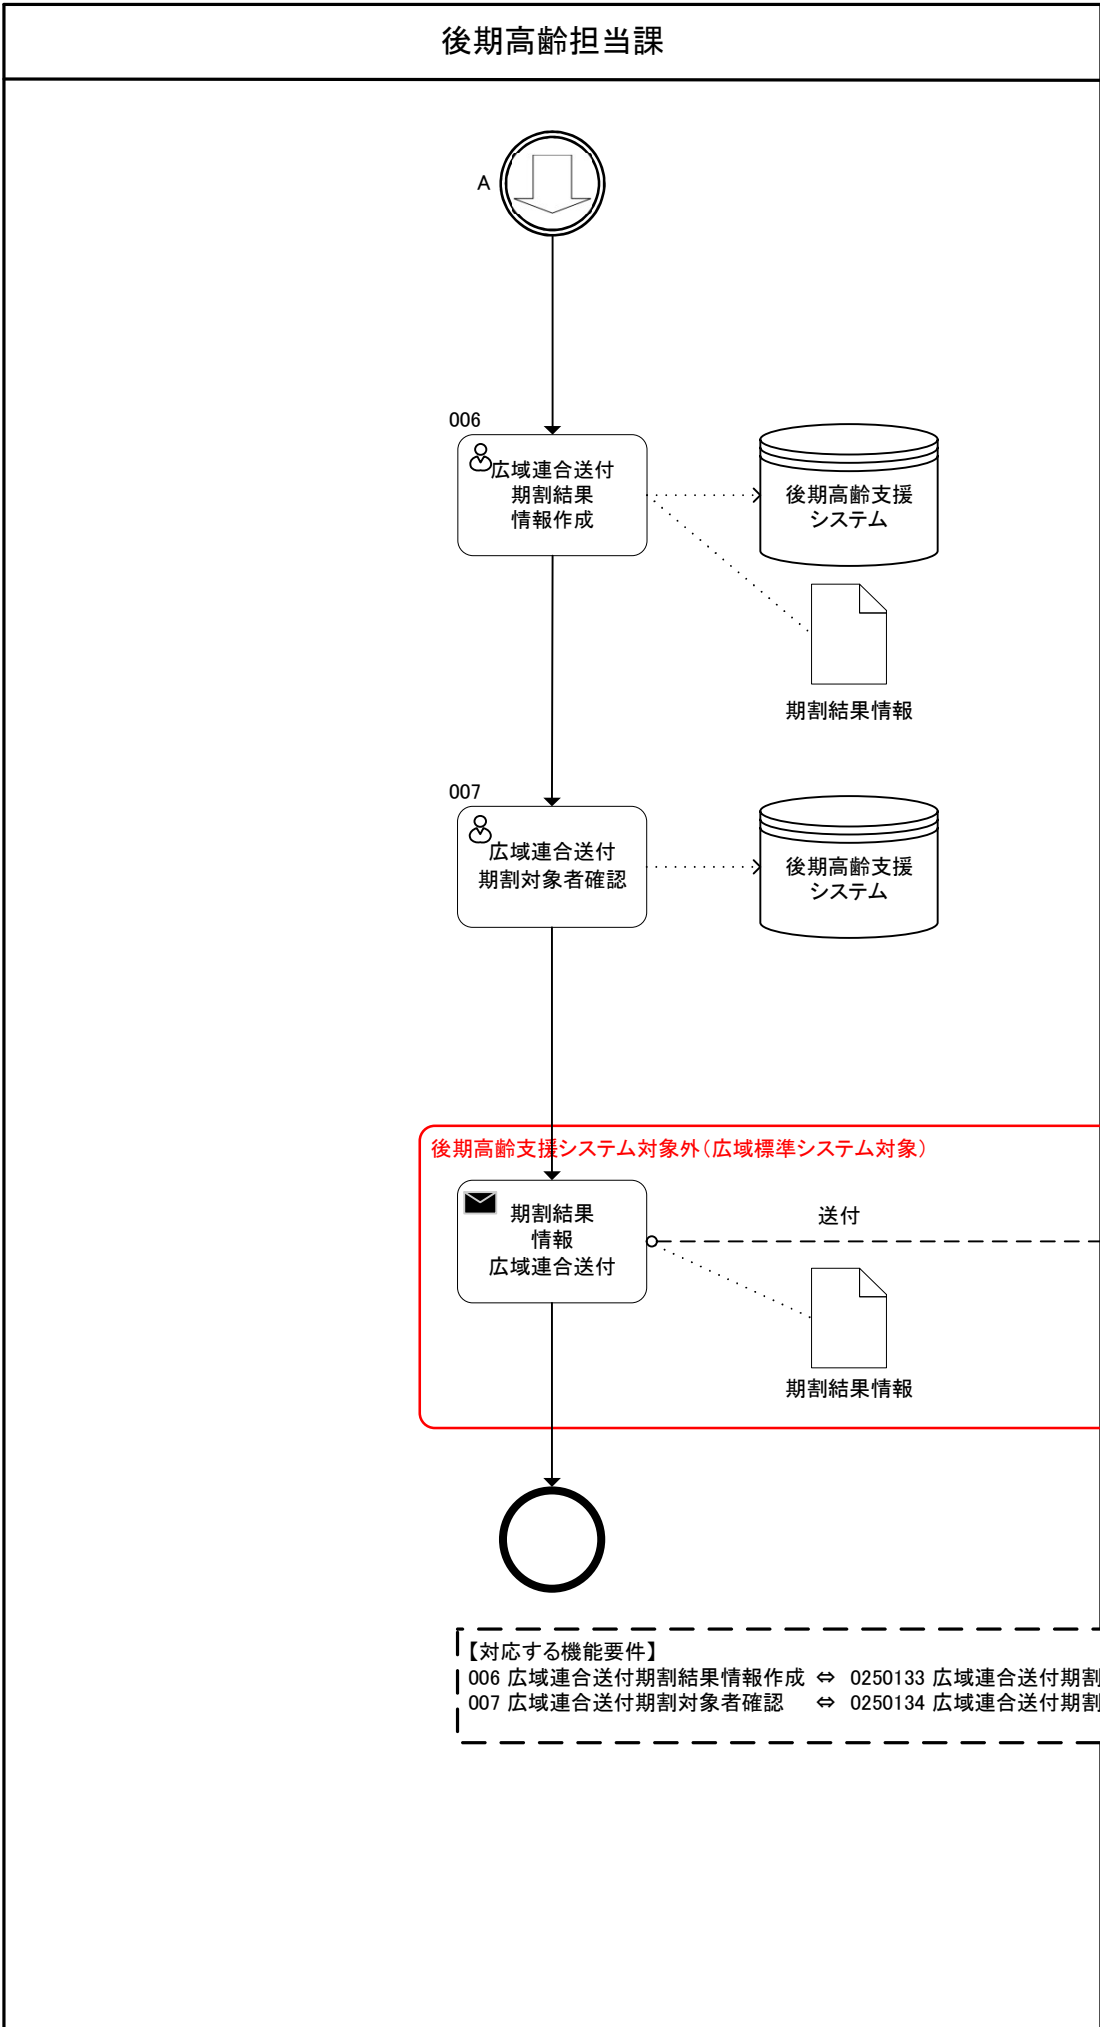 後期高齢担当課
A
006
広域連合送付
期割結果
情報作成
後期高齢支援
システム
期割結果情報
007
広域連合送付
期割対象者確認
後期高齢支援
システム
後期高齢支援システム対象外（広域標準システム対象）
期割結果
情報
広域連合送付
送付
期割結果情報
【対応する機能要件】
006 広域連合送付期割結果情報作成 ⇔ 0250133 広域連合送付期割
007 広域連合送付期割対象者確認 ⇔ 0250134 広域連合送付期割